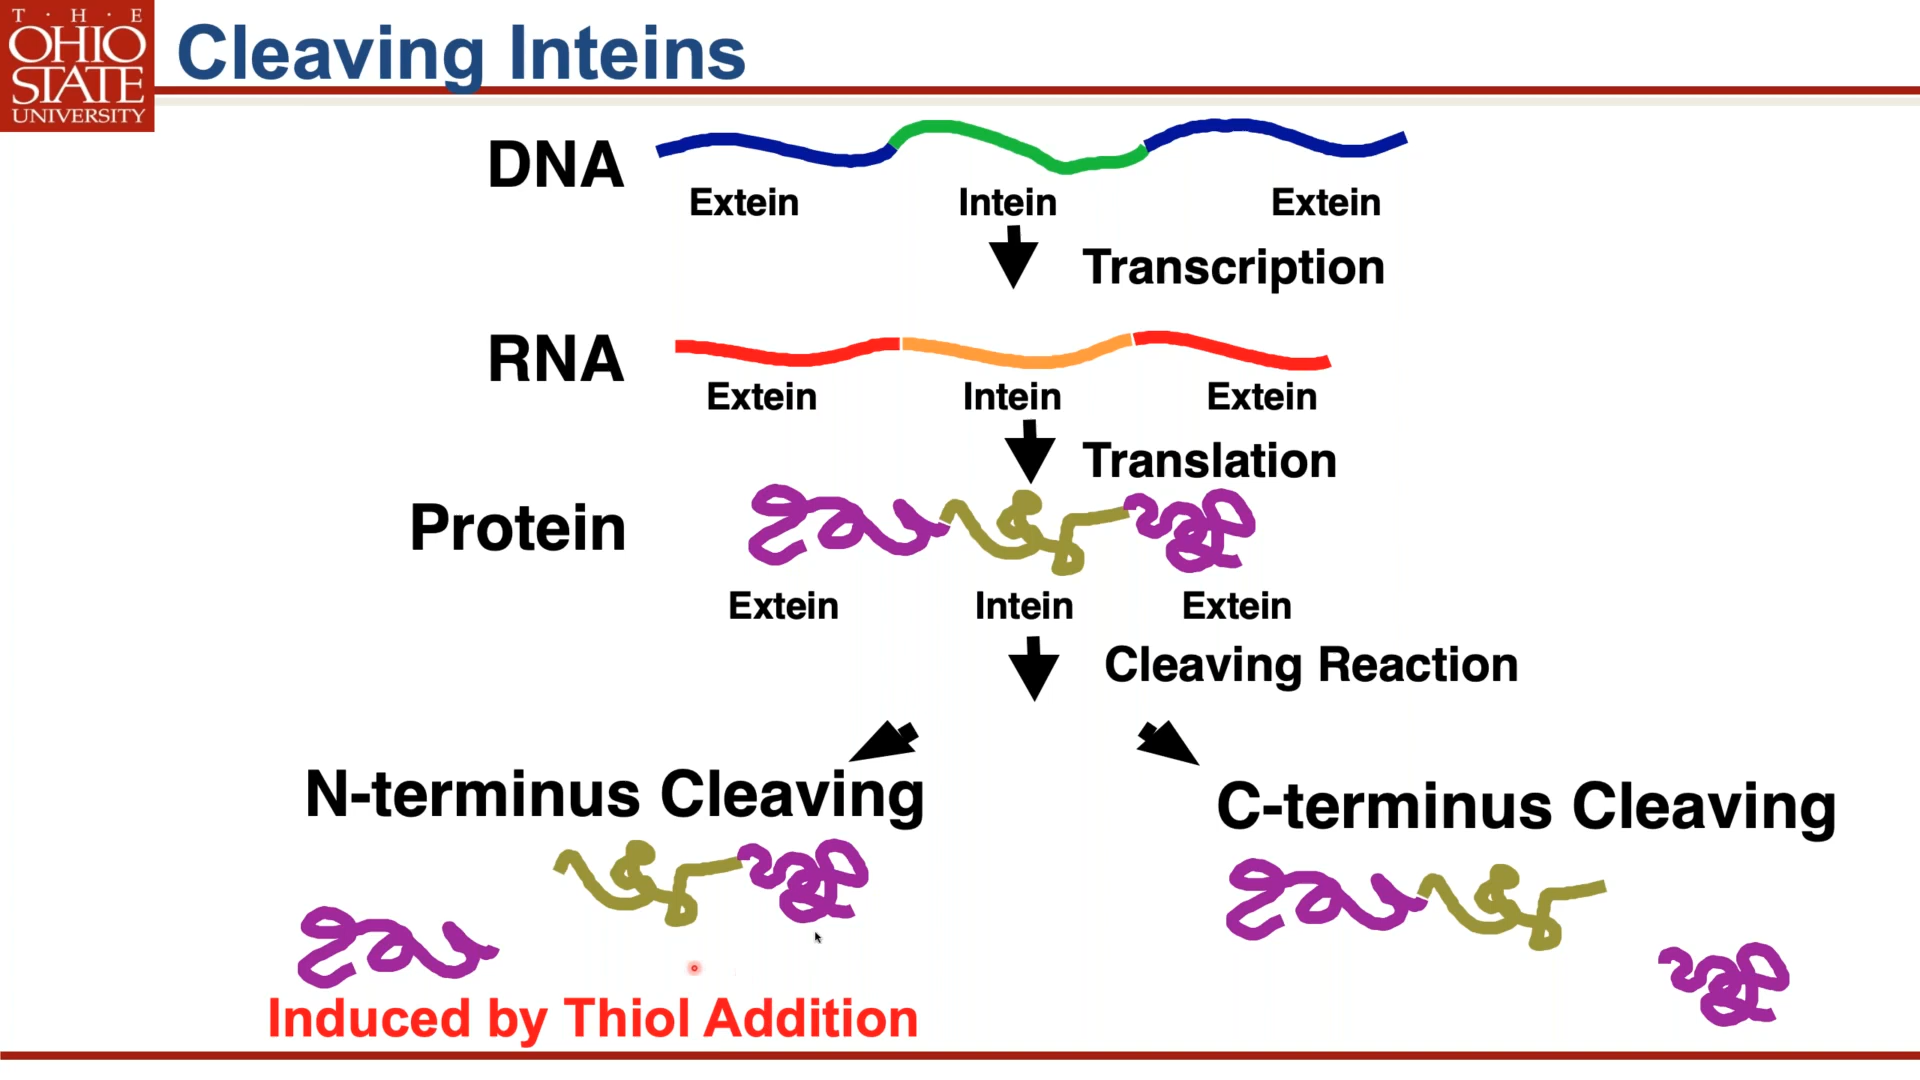 T · H · E
OHIO
STATE
UNIVERSITY
Cleaving Inteins
DNA
Extein Intein Extein
Transcription
RNA
Extein Intein Extein
Translation
Protein
Extein Intein Extein
Cleaving Reaction
N-terminus Cleaving
C-terminus Cleaving
Induced by Thiol Addition